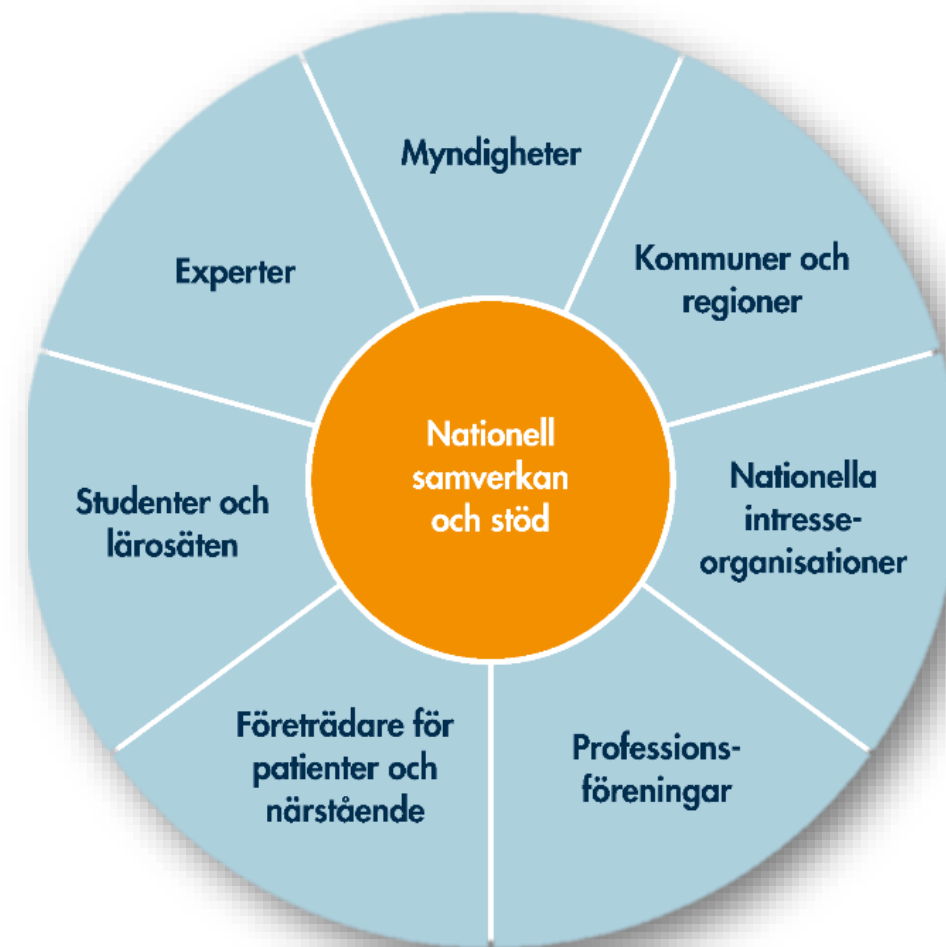 Myndigheter
Kommuner och
regioner
Nationella
intresse-
organisationer
Professions-
föreningar
Företrädare för
patienter och
närstående
Studenter och
lärosäten
Experter
Nationell
samverkan
och stöd